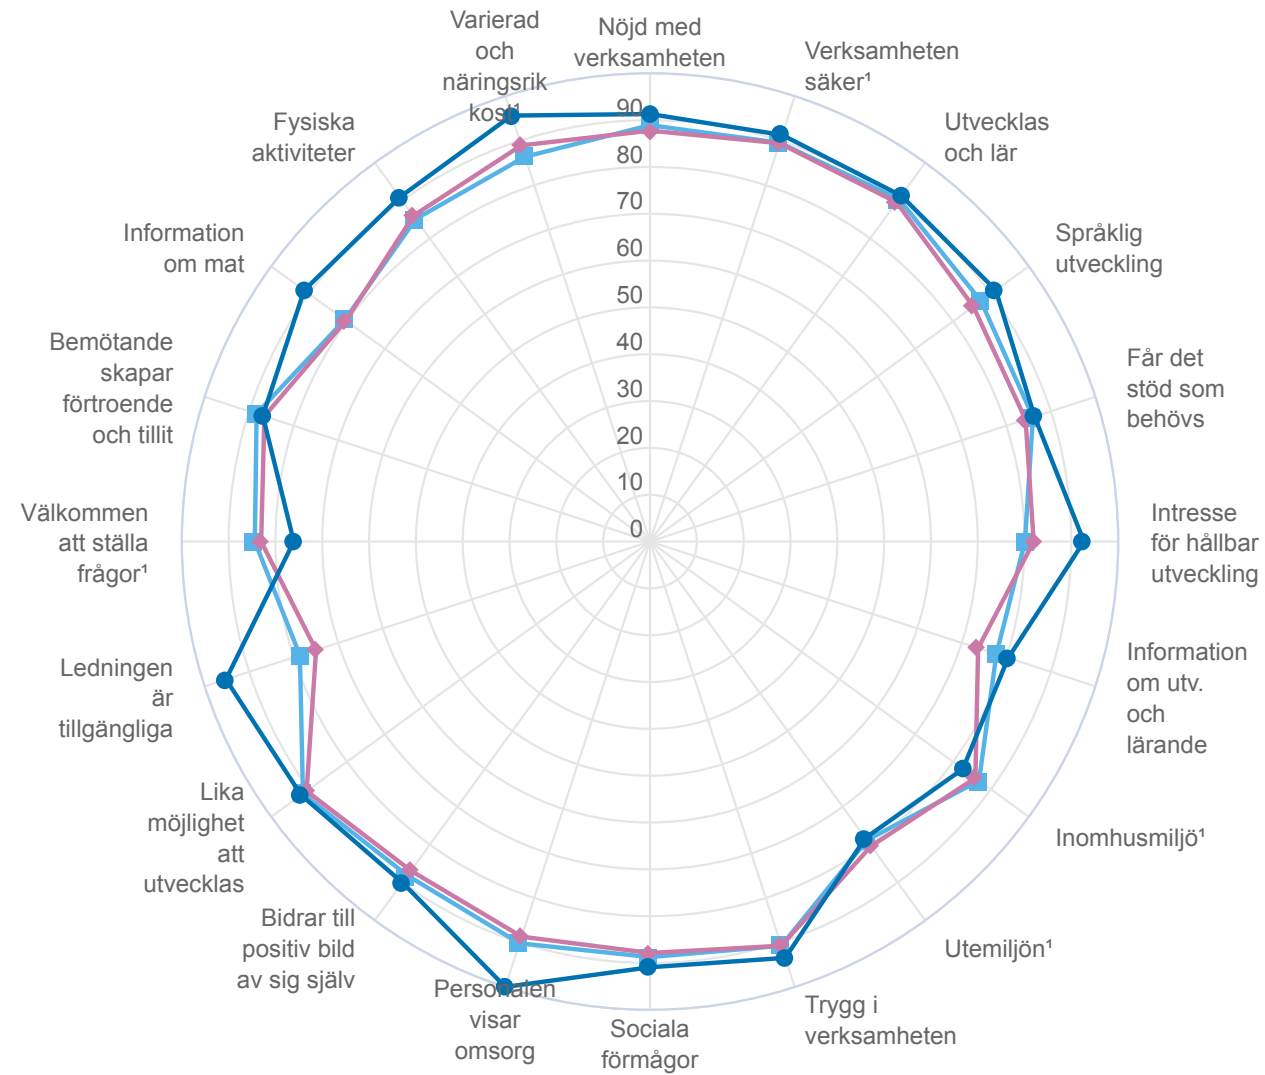 Varierad
och
näringsrik
kost¹
Nöjd med
verksamheten
Verksamheten
säker¹
Utvecklas
och lär
Språklig
utveckling
Får det
stöd som
behövs
Intresse
för hållbar
utveckling
Information
om utv.
och
lärande
Inomhusmiljö¹
Utemiljön¹
Trygg i
verksamheten
Sociala
förmågor
Personalen
visar
omsorg
Bidrar till
positiv bild
av sig själv
Lika
möjlighet
att
utvecklas
Ledningen
är
tillgängliga
Välkommen
att ställa
frågor¹
Bemötande
skapar
förtroende
och tillit
Information
om mat
Fysiska
aktiviteter
90
80
70
60
50
40
30
20
10
0